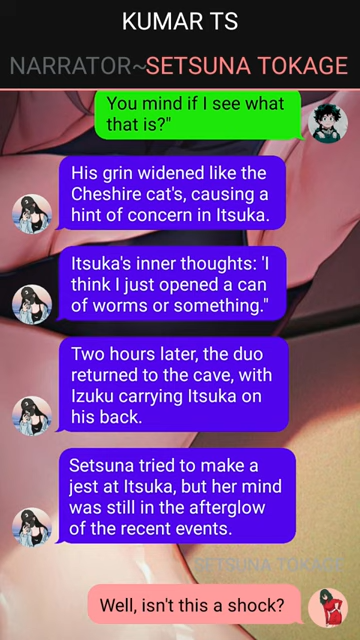 KUMAR TS
NARRATOR~SETSUNA TOKAGE
You mind if I see what
that is?"
His grin widened like the
Cheshire cat's, causing a
hint of concern in Itsuka.
Itsuka's inner thoughts: 'I
think I just opened a can
of worms or something."
Two hours later, the duo
returned to the cave, with
Izuku carrying Itsuka on
his back.
Setsuna tried to make a
jest at Itsuka, but her mind
was still in the afterglow
of the recent events.
SETSUNA TOKAGE
Well, isn't this a shock?